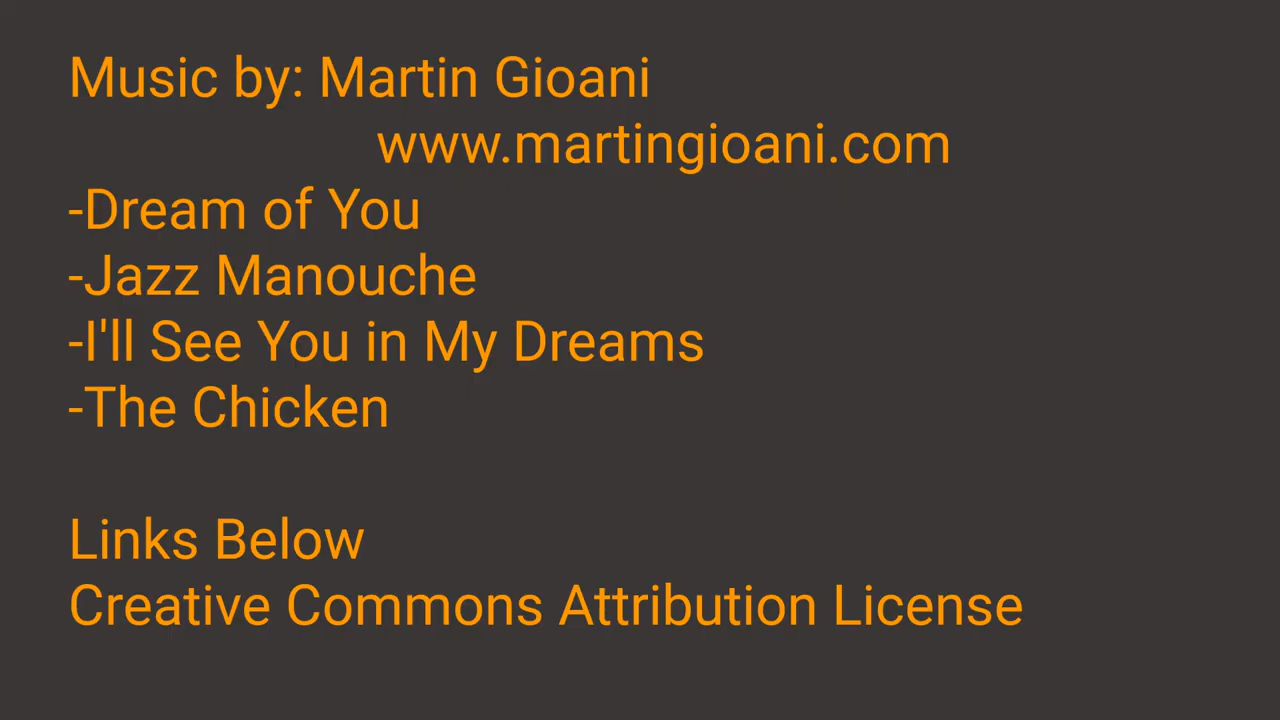 Music by: Martin Gioani
www.martingioani.com
-Dream of You
-Jazz Manouche
-I'll See You in My Dreams
-The Chicken
Links Below
Creative Commons Attribution License